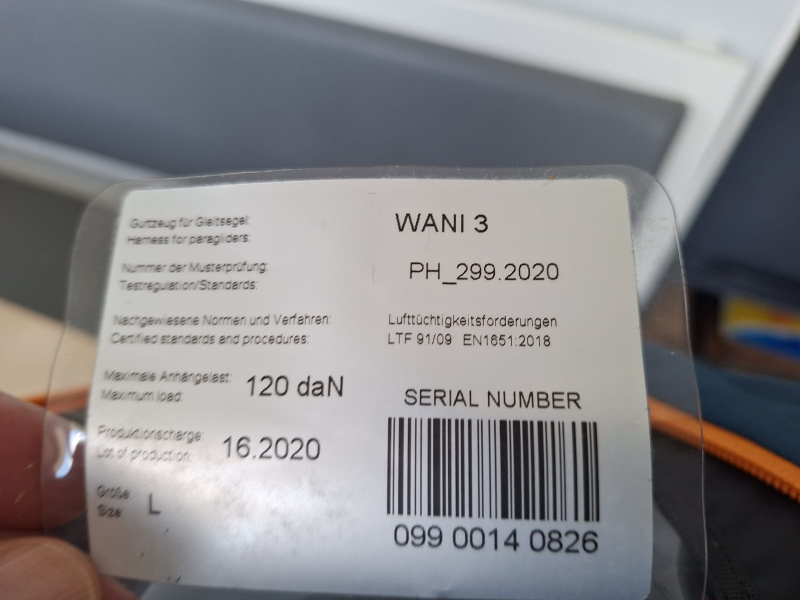 Gurtzeug für Gleitsegel:
Harness for paragliders:
WANI 3
Nummer der Musterprüfung:
Testregulation/Standards:
PH_299.2020
Nachgewiesene Normen und Verfahren:
Certified standards and procedures:
Lufttüchtigkeitsforderungen
LTF 91/09 EN1651:2018
Maximale Anhängelast:
Maximum load:
120 daN
Produktionscharge:
Lot of production:
16.2020
Größe
Size:
L
SERIAL NUMBER
099 0014 0826